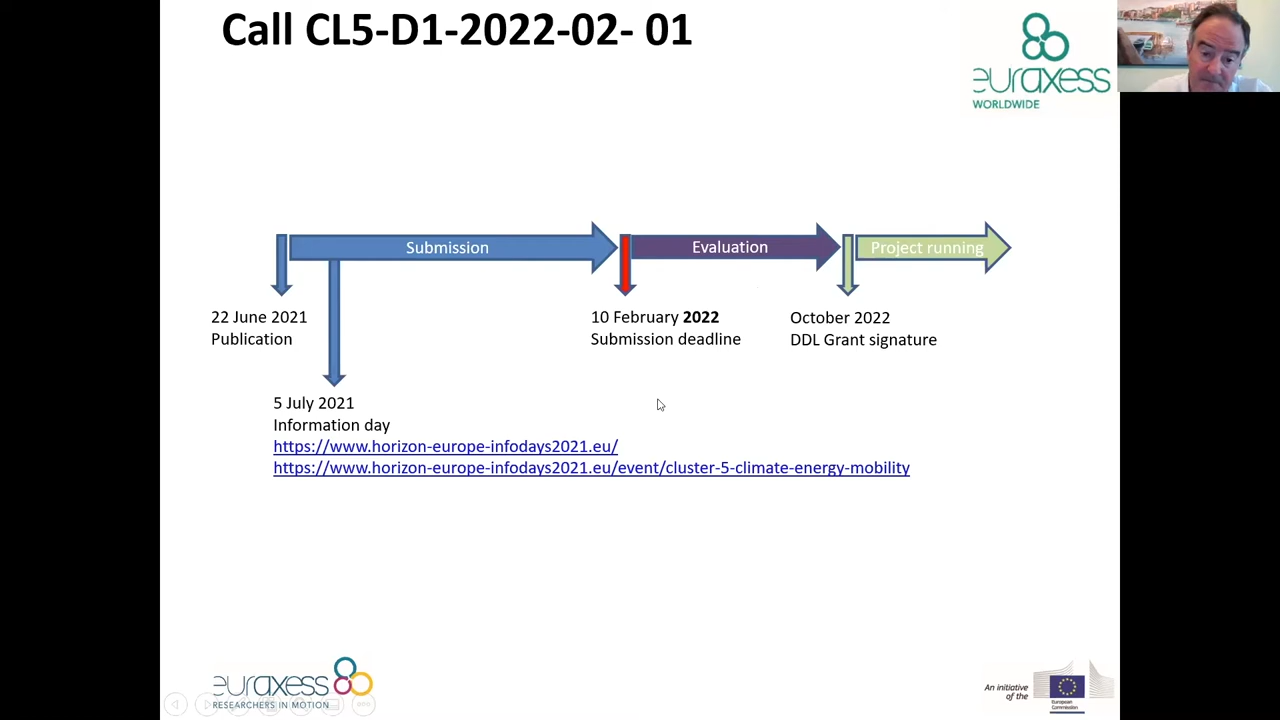 Call CL5-D1-2022-02- 01
euraxess
WORLDWIDE
Submission
Evaluation
Project running
22 June 2021
Publication
10 February 2022
Submission deadline
October 2022
DDL Grant signature
5 July 2021
Information day
https://www.horizon-europe-infodays2021.eu/
https://www.horizon-europe-infodays2021.eu/event/cluster-5-climate-energy-mobility
euraxess
RESEARCHERS IN MOTION
An initiative
of the
European
Commission